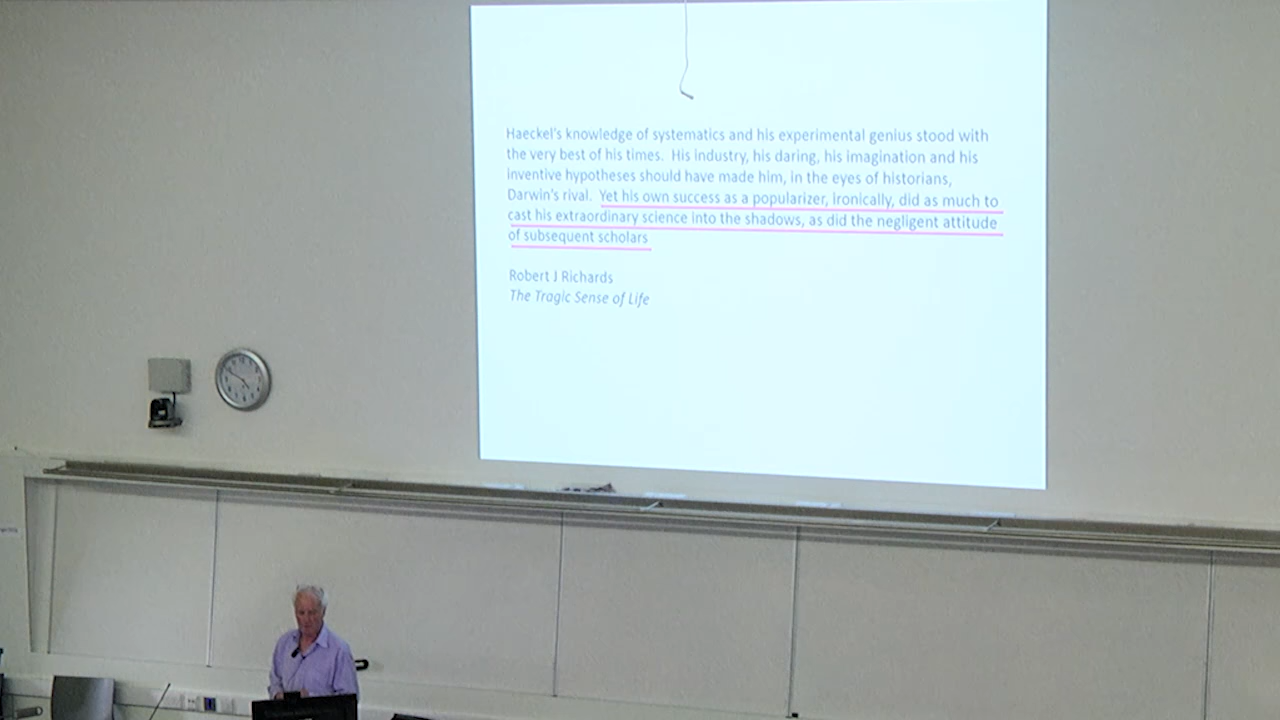 Haeckel's knowledge of systematics and his experimental genius stood with
the very best of his times. His industry, his daring, his imagination and his
inventive hypotheses should have made him, in the eyes of historians,
Darwin's rival. Yet his own success as a popularizer, ironically, did as much to
cast his extraordinary science into the shadows, as did the negligent attitude
of subsequent scholars
Robert J Richards
The Tragic Sense of Life